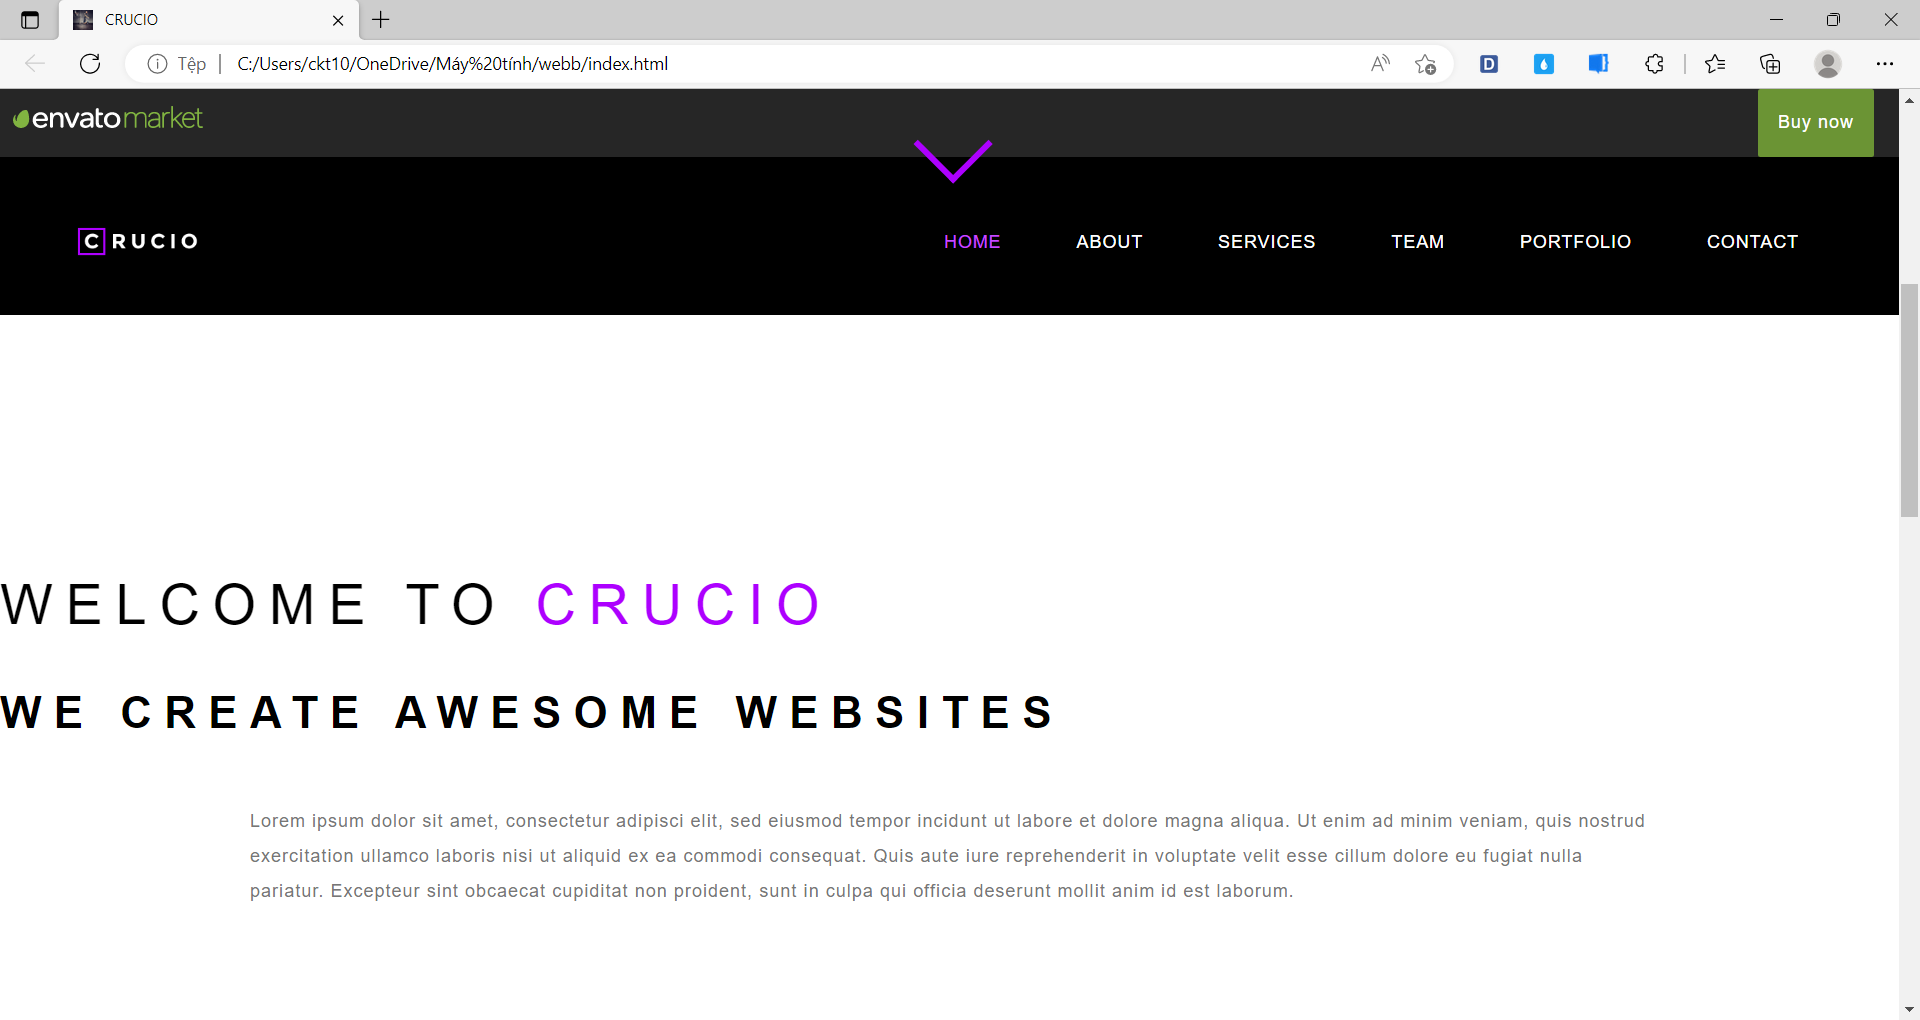 CRUCIO
Tệp
C:/Users/ckt10/OneDrive/Máy%20tính/webb/index.html
A
D
envatomarket
Buy now
CRUCIO
HOME
ABOUT
SERVICES
TEAM
PORTFOLIO
CONTACT
WELCOME TO CRUCIO
WE CREATE AWESOME WEBSITES
Lorem ipsum dolor sit amet, consectetur adipisci elit, sed eiusmod tempor incidunt ut labore et dolore magna aliqua. Ut enim ad minim veniam, quis nostrud
exercitation ullamco laboris nisi ut aliquid ex ea commodi consequat. Quis aute iure reprehenderit in voluptate velit esse cillum dolore eu fugiat nulla
pariatur. Excepteur sint obcaecat cupiditat non proident, sunt in culpa qui officia deserunt mollit anim id est laborum.